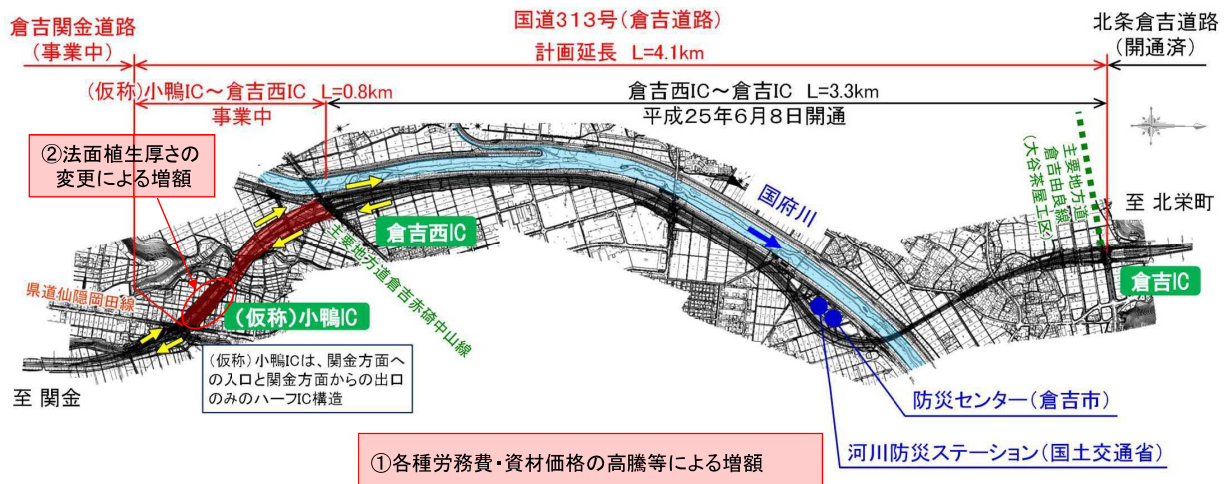 倉吉関金道路
(事業中)
国道313号(倉吉道路)
計画延長 L=4.1km
北条倉吉道路
(開通済)
(仮称)小鴨IC～倉吉西IC L=0.8km
事業中
倉吉西IC～倉吉IC L=3.3km
平成25年6月8日開通
②法面植生厚さの
変更による増額
主要地方道
倉吉由良線
(大谷茶屋工区)
至 北栄町
国府川
倉吉西IC
主要地方道倉吉赤碕中山線
倉吉IC
県道仙隠岡田線
(仮称)小鴨IC
(仮称)小鴨ICは、関金方面へ
の入口と関金方面からの出口
のみのハーフIC構造
至 関金
防災センター(倉吉市)
河川防災ステーション(国土交通省)
①各種労務費・資材価格の高騰等による増額